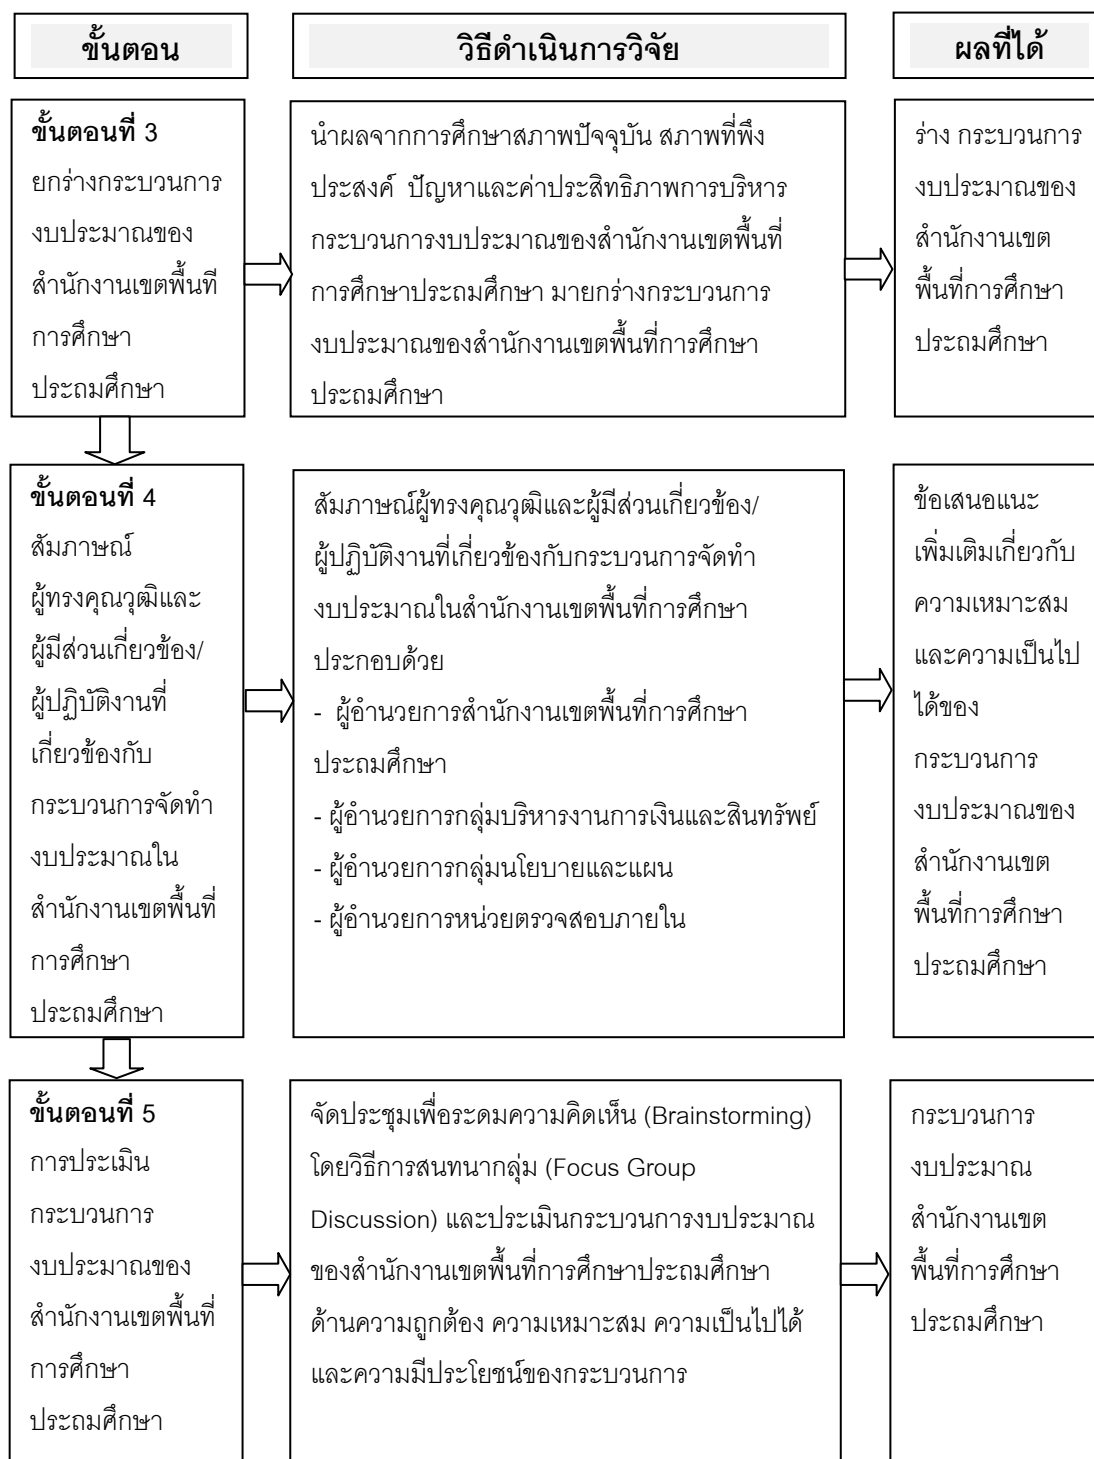 ขั้นตอน
วิธีดำเนินการวิจัย
ผลที่ได้
ขั้นตอนที่ 3
ยกร่างกระบวนการ
งบประมาณของ
สำนักงานเขตพื้นที
การศึกษา
ประถมศึกษา
นำผลจากการศึกษาสภาพปัจจุบัน สภาพที่พึง
ประสงค์ ปัญหาและค่าประสิทธิภาพการบริหาร
กระบวนการงบประมาณของสำนักงานเขตพื้นที่
การศึกษาประถมศึกษา มายกร่างกระบวนการ
งบประมาณของสำนักงานเขตพื้นที่การศึกษา
ประถมศึกษา
ร่าง กระบวนการ
งบประมาณของ
สำนักงานเขต
พื้นที่การศึกษา
ประถมศึกษา
ขั้นตอนที่ 4
สัมภาษณ์
ผู้ทรงคุณวุฒิและ
ผู้มีส่วนเกี่ยวข้อง/
ผู้ปฏิบัติงานที่
เกี่ยวข้องกับ
กระบวนการจัดทำ
งบประมาณใน
สำนักงานเขตพื้นที่
การศึกษา
ประถมศึกษา
สัมภาษณ์ผู้ทรงคุณวุฒิและผู้มีส่วนเกี่ยวข้อง/
ผู้ปฏิบัติงานที่เกี่ยวข้องกับกระบวนการจัดทำ
งบประมาณในสำนักงานเขตพื้นที่การศึกษา
ประกอบด้วย
- ผู้อำนวยการสำนักงานเขตพื้นที่การศึกษา
ประถมศึกษา
- ผู้อำนวยการกลุ่มบริหารงานการเงินและสินทรัพย์
- ผู้อำนวยการกลุ่มนโยบายและแผน
- ผู้อำนวยการหน่วยตรวจสอบภายใน
ข้อเสนอแนะ
เพิ่มเติมเกี่ยวกับ
ความเหมาะสม
และความเป็นไป
ได้ของ
กระบวนการ
งบประมาณของ
สำนักงานเขต
พื้นที่การศึกษา
ประถมศึกษา
ขั้นตอนที่ 5
การประเมิน
กระบวนการ
งบประมาณของ
สำนักงานเขตพื้นที่
การศึกษา
ประถมศึกษา
จัดประชุมเพื่อระดมความคิดเห็น (Brainstorming)
โดยวิธีการสนทนากลุ่ม (Focus Group
Discussion) และประเมินกระบวนการงบประมาณ
ของสำนักงานเขตพื้นที่การศึกษาประถมศึกษา
ด้านความถูกต้อง ความเหมาะสม ความเป็นไปได้
และความมีประโยชน์ของกระบวนการ
กระบวนการ
งบประมาณ
สำนักงานเขต
พื้นที่การศึกษา
ประถมศึกษา